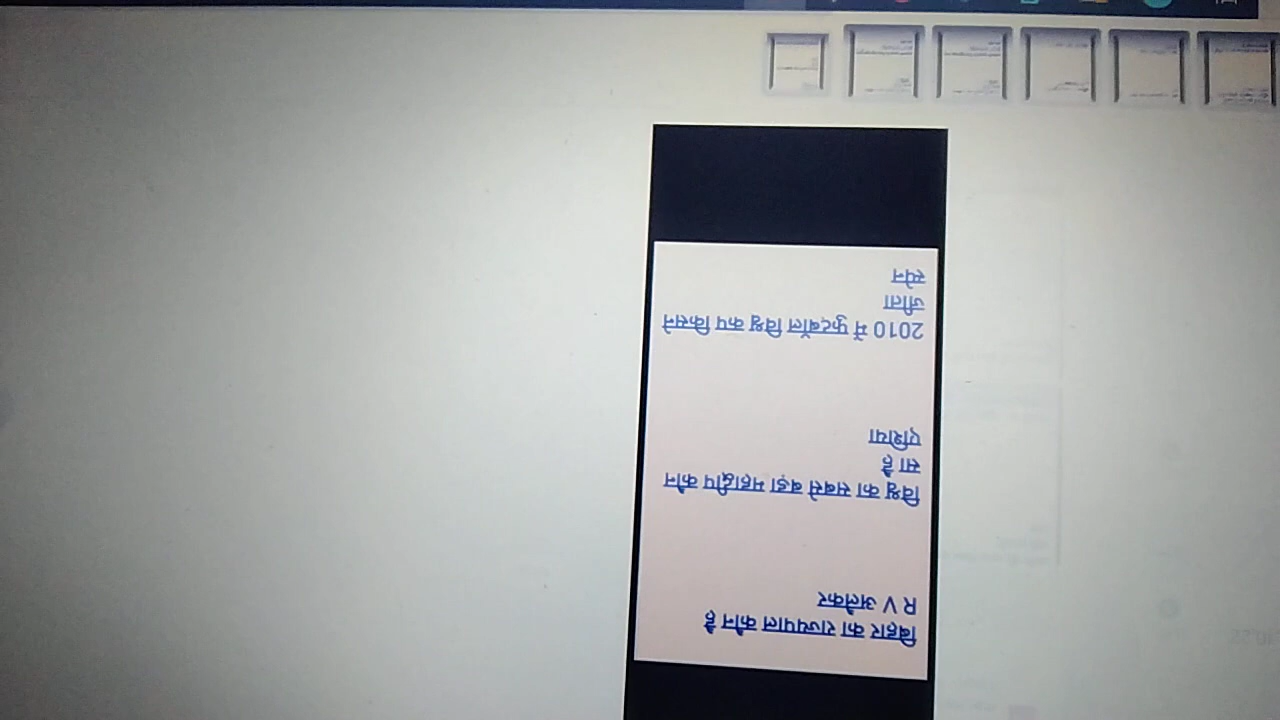 बिहार का राज्यपाल कौन है
R V अर्लेकर
विश्व का सबसे बड़ा महाद्वीप कौन
सा है
एशिया
2010 में फुटबॉल विश्व कप किसने
जीता
स्पेन